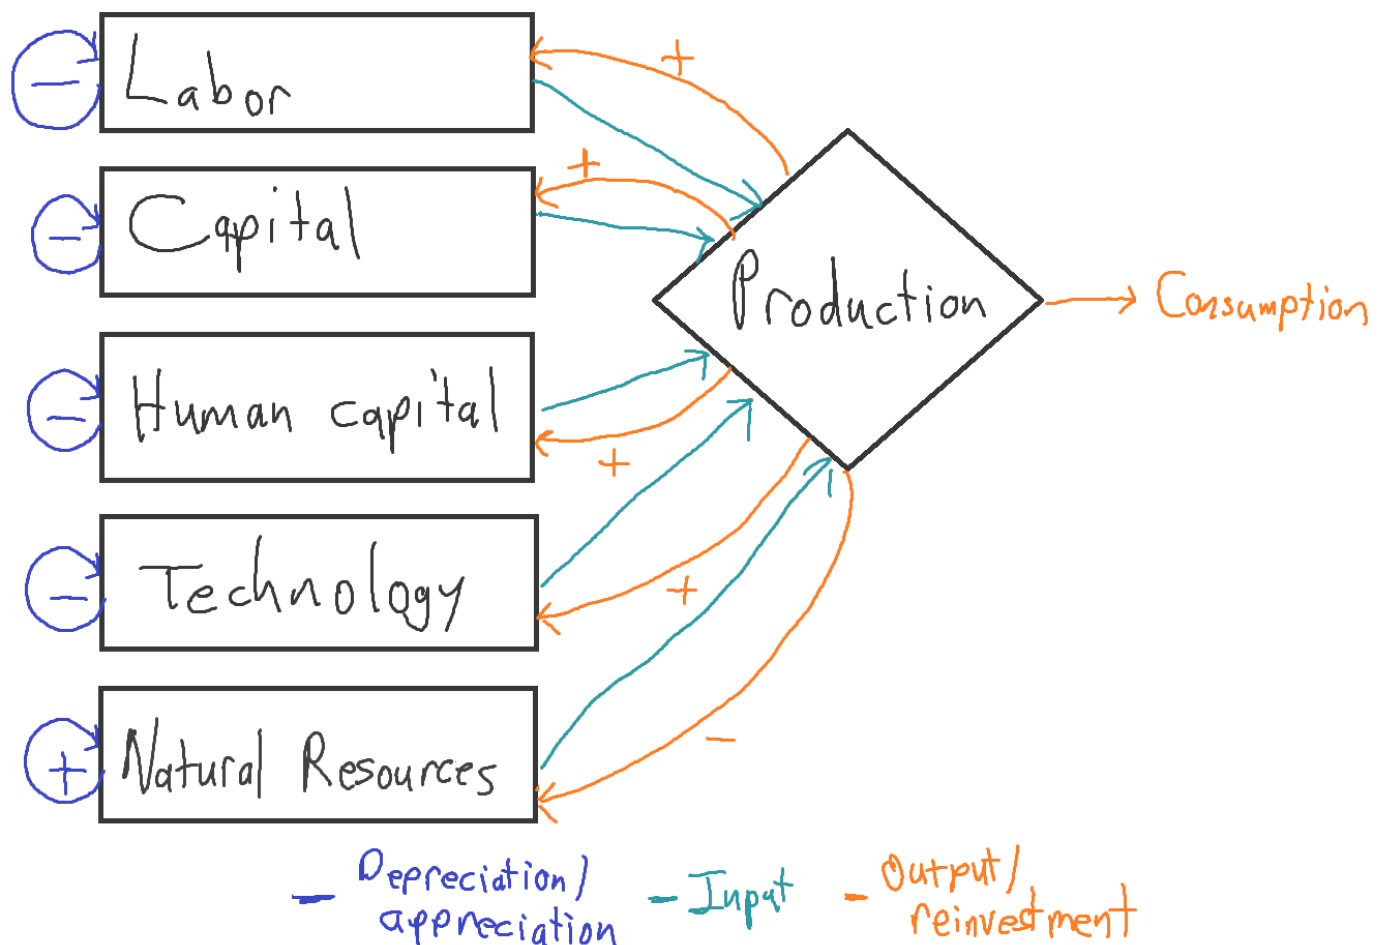 Labor
+
−
+
Capital
−
Production
Consumption
Human capital
−
+
Technology
−
+
−
Natural Resources
+
− Depreciation/
appreciation
− Input
− Output/
reinvestment